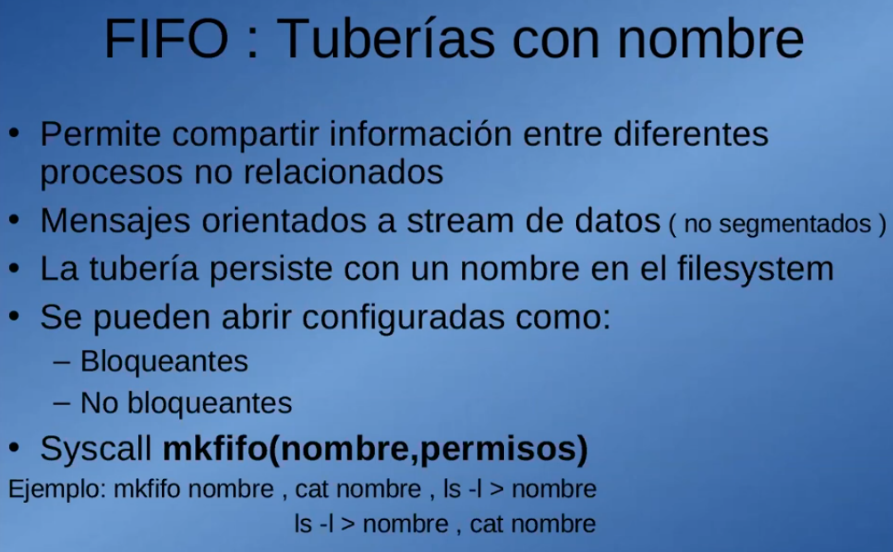 FIFO : Tuberías con nombre
• Permite compartir información entre diferentes
procesos no relacionados
• Mensajes orientados a stream de datos ( no segmentados )
• La tubería persiste con un nombre en el filesystem
• Se pueden abrir configuradas como:
– Bloqueantes
– No bloqueantes
• Syscall mkfifo(nombre,permisos)
Ejemplo: mkfifo nombre , cat nombre , ls -l > nombre
ls -l > nombre , cat nombre